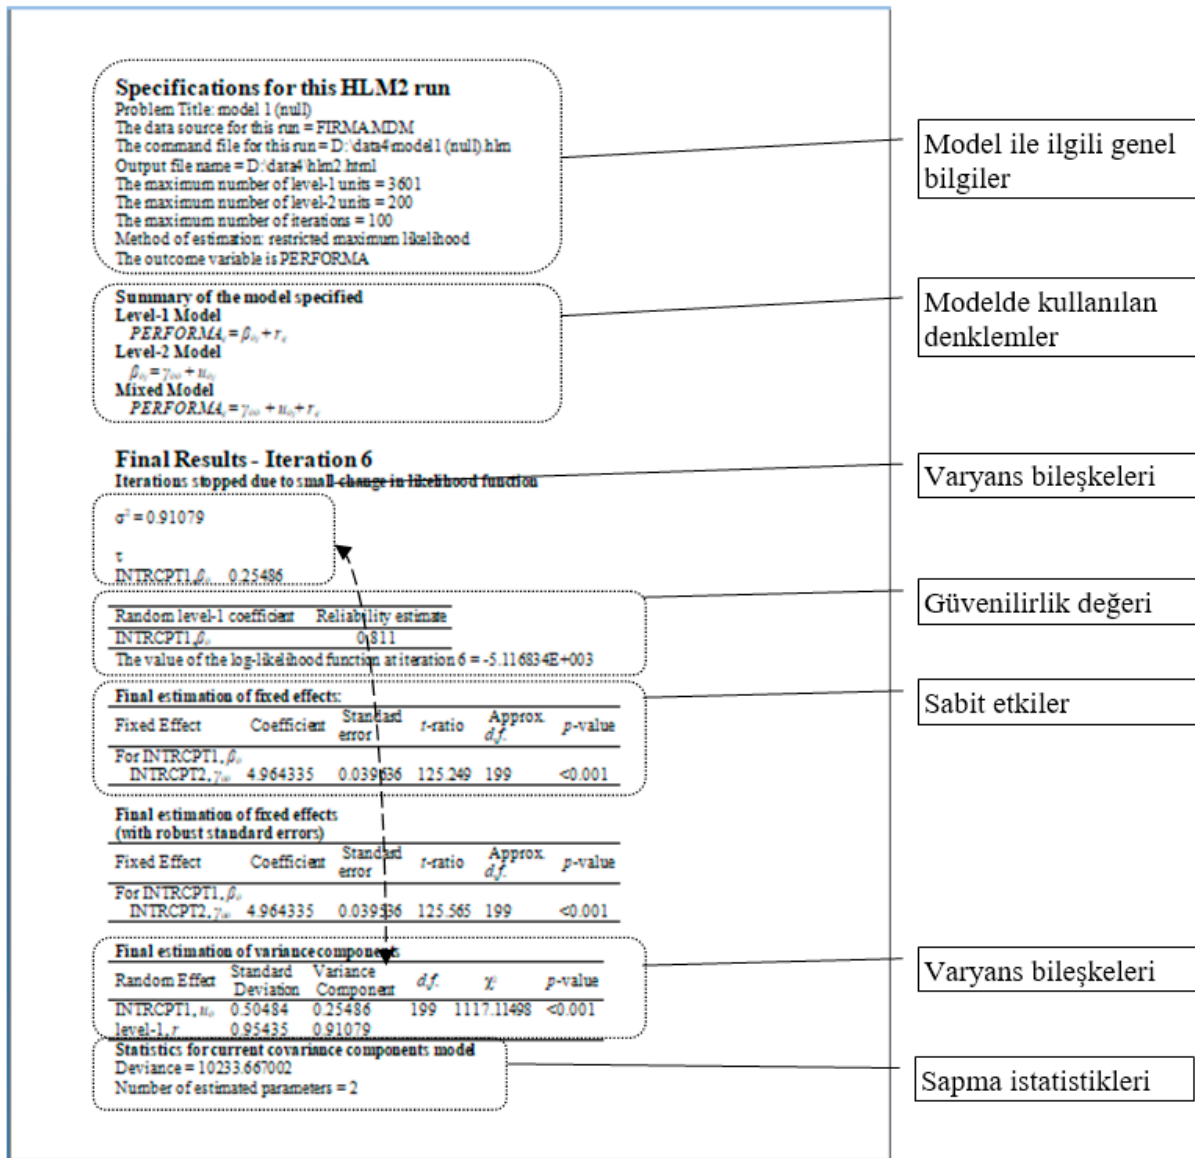 Specifications for this HLM2 run
Problem Title: model 1 (null)
The data source for this run = FIRMA.MDM
The command file for this run = D:\data4\model1 (null).hlm
Output file name = D:\data4\hlm2.html
The maximum number of level-1 units = 3601
The maximum number of level-2 units = 200
The maximum number of iterations = 100
Method of estimation: restricted maximum likelihood
The outcome variable is PERFORMA
Model ile ilgili genel
bilgiler
Summary of the model specified
Level-1 Model
PERFORMAᵢⱼ = β₀ⱼ + rᵢⱼ
Level-2 Model
β₀ⱼ = γ₀₀ + u₀ⱼ
Mixed Model
PERFORMAᵢⱼ = γ₀₀ + u₀ⱼ + rᵢⱼ
Modelde kullanılan
denklemler
Final Results - Iteration 6
Iterations stopped due to small change in likelihood function
σ² = 0.91079
τ
INTRCPT1,β₀ 0.25486
Varyans bileşkeleri
Random level-1 coefficient Reliability estimate
INTRCPT1,β₀ 0.811
The value of the log-likelihood function at iteration 6 = -5.116834E+003
Güvenilirlik değeri
Final estimation of fixed effects:
Fixed Effect Coefficient Standard error t-ratio Approx. d.f. p-value
For INTRCPT1, β₀
INTRCPT2, γ₀₀ 4.964335 0.039636 125.249 199 <0.001
Sabit etkiler
Final estimation of fixed effects
(with robust standard errors)
Fixed Effect Coefficient Standard error t-ratio Approx. d.f. p-value
For INTRCPT1, β₀
INTRCPT2, γ₀₀ 4.964335 0.039536 125.565 199 <0.001
Final estimation of variance components
Random Effect Standard Deviation Variance Component d.f. χ² p-value
INTRCPT1, u₀ 0.50484 0.25486 199 1117.11498 <0.001
level-1, r 0.95435 0.91079
Varyans bileşkeleri
Statistics for current covariance components model
Deviance = 10233.667002
Number of estimated parameters = 2
Sapma istatistikleri